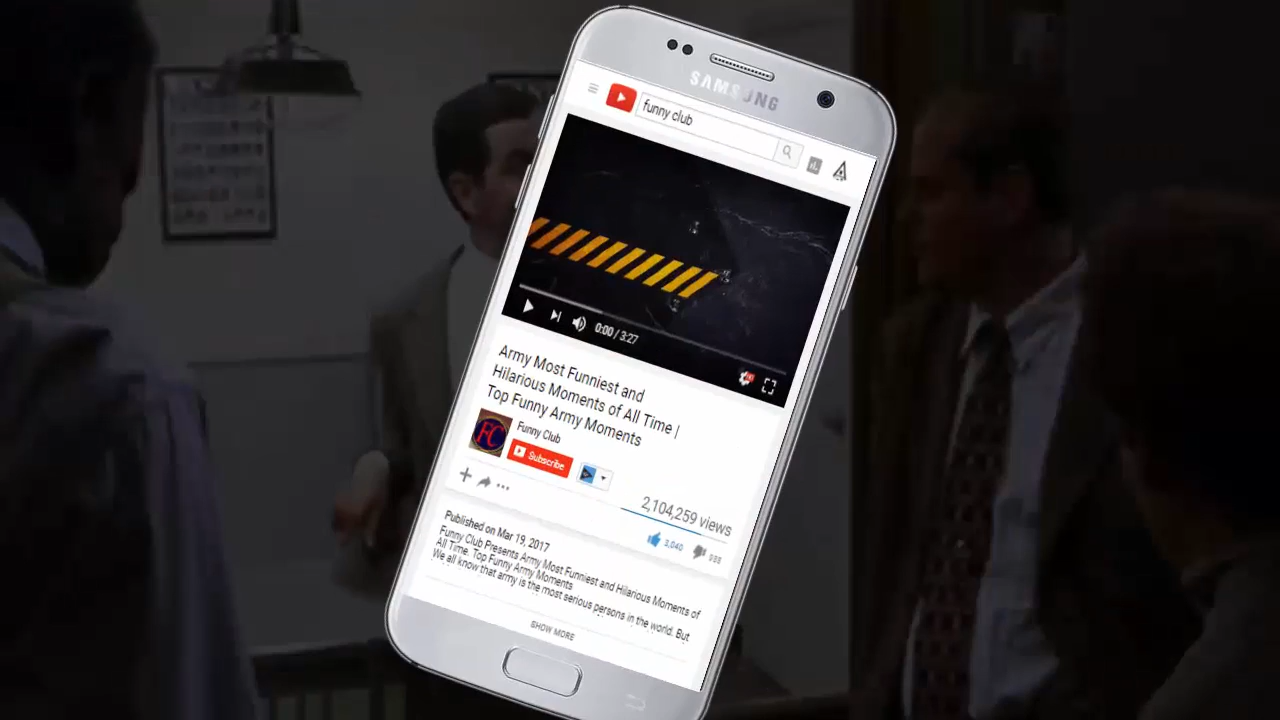 SAMSUNG
funny club
0:00 / 3:27
Army Most Funniest and
Hilarious Moments of All Time |
Top Funny Army Moments
FC
Funny Club
Subscribe
2,104,259 views
3,040
Published on Mar 19, 2017
Funny Club Presents Army Most Funniest and Hilarious Moments of
All Time. Top Funny Army Moments
We all know that army is the most serious persons in the world. But
SHOW MORE